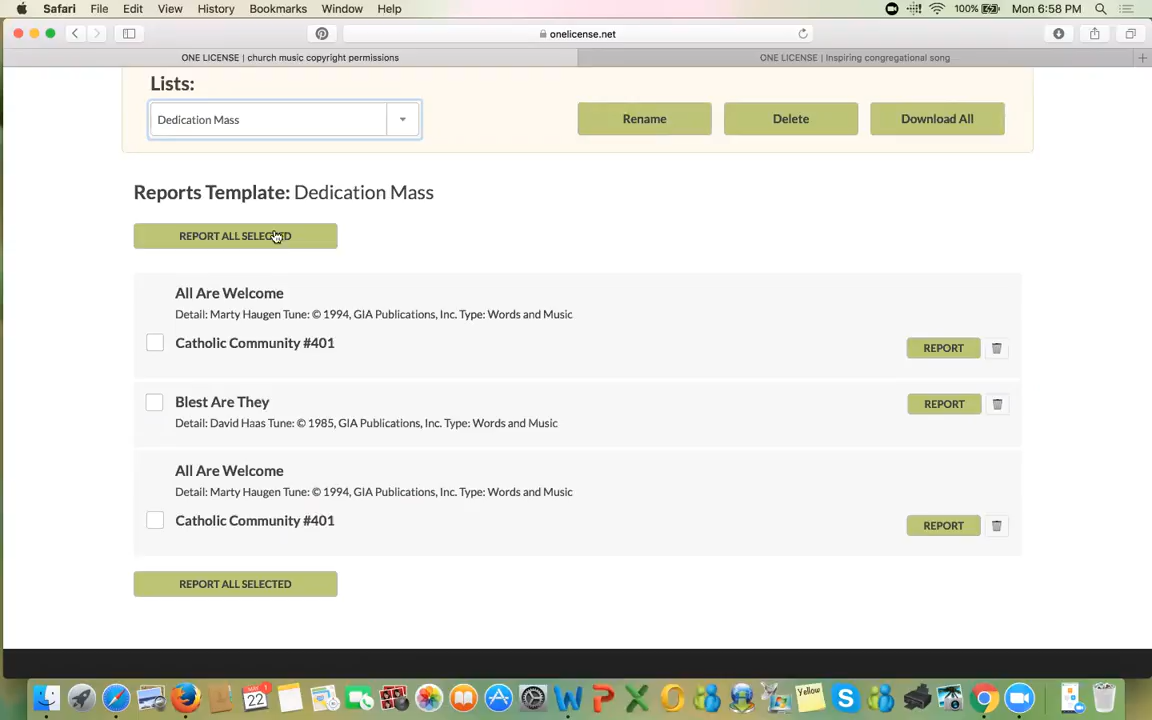 Safari File Edit View History Bookmarks Window Help 100% Mon 6:58 PM
onelicense.net
ONE LICENSE | church music copyright permissions ONE LICENSE | Inspiring congregational song
Lists:
Dedication Mass Rename Delete Download All
Reports Template: Dedication Mass
REPORT ALL SELECTED
All Are Welcome
Detail: Marty Haugen Tune: © 1994, GIA Publications, Inc. Type: Words and Music
Catholic Community #401 REPORT
Blest Are They REPORT
Detail: David Haas Tune: © 1985, GIA Publications, Inc. Type: Words and Music
All Are Welcome
Detail: Marty Haugen Tune: © 1994, GIA Publications, Inc. Type: Words and Music
Catholic Community #401 REPORT
REPORT ALL SELECTED
22 Yellow